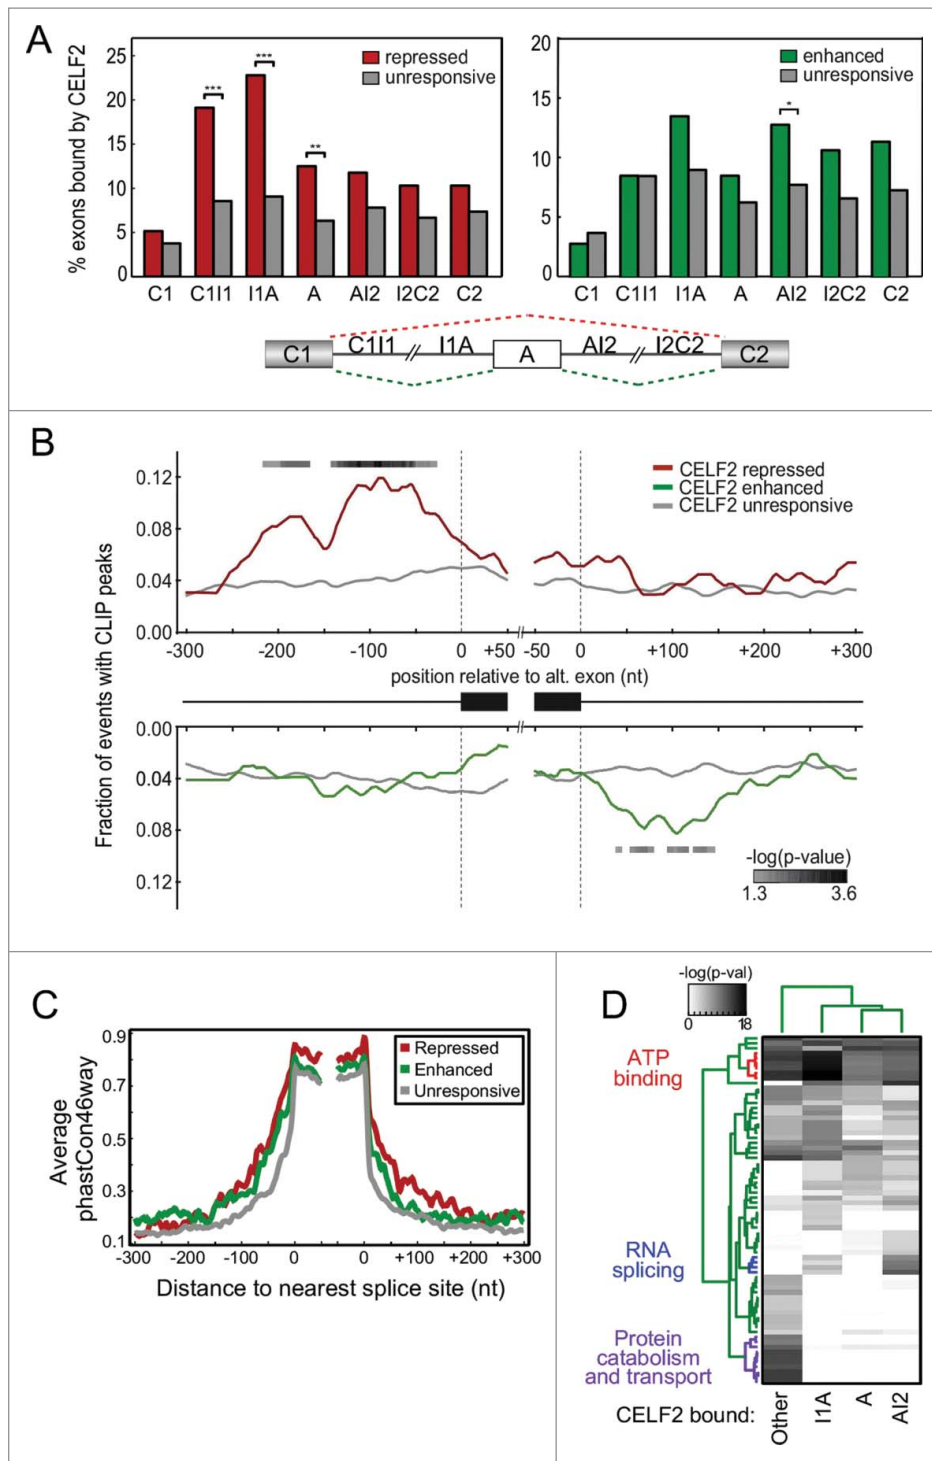 A
% exons bound by CELF2
25
20
15
10
5
0
***
***
**
repressed
unresponsive
C1 C1I1 I1A A AI2 I2C2 C2
20
15
10
5
0
*
enhanced
unresponsive
C1 C1I1 I1A A AI2 I2C2 C2
C1 C1I1 I1A A AI2 I2C2 C2
B
Fraction of events with CLIP peaks
0.12
0.08
0.04
0.00
CELF2 repressed
CELF2 enhanced
CELF2 unresponsive
-300 -200 -100 0 +50 -50 0 +100 +200 +300
position relative to alt. exon (nt)
0.00
0.04
0.08
0.12
-log(p-value)
1.3 3.6
C
Average
phastCon46way
0.9
0.7
0.5
0.3
0.1
Repressed
Enhanced
Unresponsive
-300 -200 -100 0 0 +100 +200 +300
Distance to nearest splice site (nt)
D
-log(p-val)
0 18
ATP
binding
RNA
splicing
Protein
catabolism
and transport
CELF2 bound: Other I1A A AI2